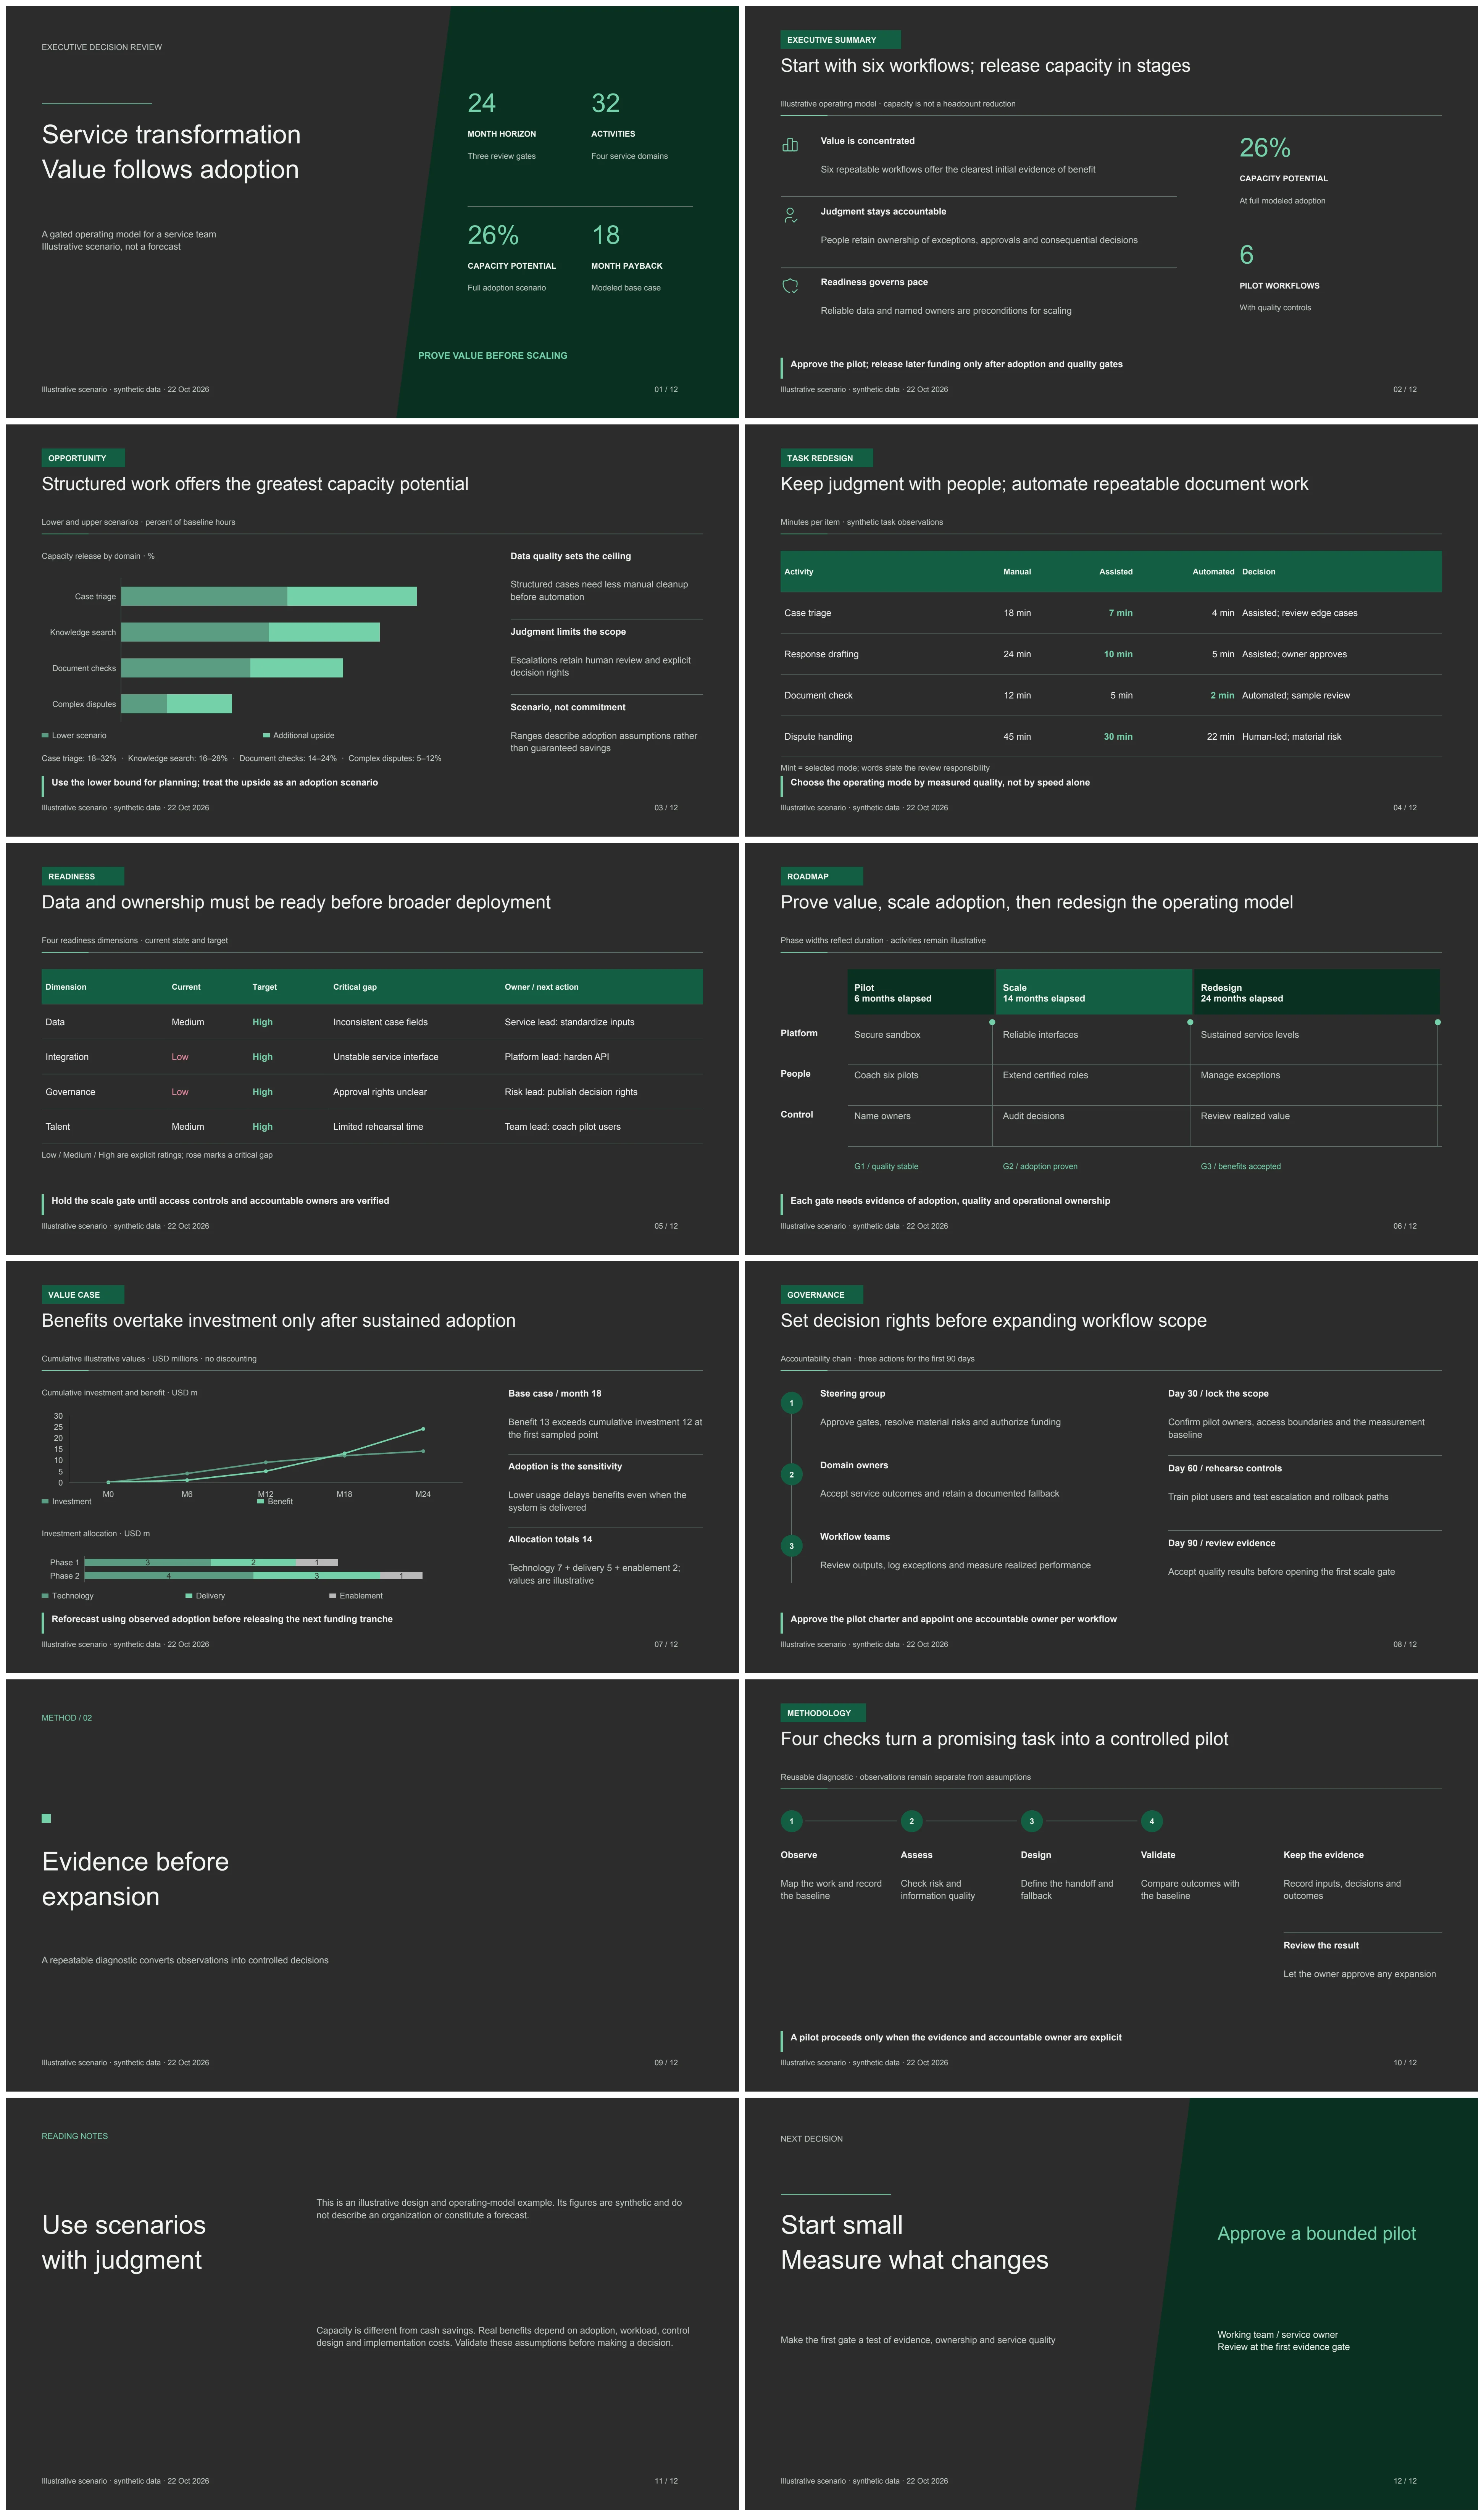 EXECUTIVE DECISION REVIEW
Service transformation
Value follows adoption
A gated operating model for a service team
Illustrative scenario, not a forecast
24
MONTH HORIZON
Three review gates
32
ACTIVITIES
Four service domains
26%
CAPACITY POTENTIAL
Full adoption scenario
18
MONTH PAYBACK
Modeled base case
PROVE VALUE BEFORE SCALING
Illustrative scenario · synthetic data · 22 Oct 2026
01 / 12
EXECUTIVE SUMMARY
Start with six workflows; release capacity in stages
Illustrative operating model · capacity is not a headcount reduction
Value is concentrated
Six repeatable workflows offer the clearest initial evidence of benefit
Judgment stays accountable
People retain ownership of exceptions, approvals and consequential decisions
Readiness governs pace
Reliable data and named owners are preconditions for scaling
26%
CAPACITY POTENTIAL
At full modeled adoption
6
PILOT WORKFLOWS
With quality controls
Approve the pilot; release later funding only after adoption and quality gates
Illustrative scenario · synthetic data · 22 Oct 2026
02 / 12
OPPORTUNITY
Structured work offers the greatest capacity potential
Lower and upper scenarios · percent of baseline hours
Capacity release by domain · %
Case triage
Knowledge search
Document checks
Complex disputes
Lower scenario
Additional upside
Case triage: 18–32% · Knowledge search: 16–28% · Document checks: 14–24% · Complex disputes: 5–12%
Data quality sets the ceiling
Structured cases need less manual cleanup
before automation
Judgment limits the scope
Escalations retain human review and explicit
decision rights
Scenario, not commitment
Ranges describe adoption assumptions rather
than guaranteed savings
Use the lower bound for planning; treat the upside as an adoption scenario
Illustrative scenario · synthetic data · 22 Oct 2026
03 / 12
TASK REDESIGN
Keep judgment with people; automate repeatable document work
Minutes per item · synthetic task observations
Activity Manual Assisted Automated Decision
Case triage 18 min 7 min 4 min Assisted; review edge cases
Response drafting 24 min 10 min 5 min Assisted; owner approves
Document check 12 min 5 min 2 min Automated; sample review
Dispute handling 45 min 30 min 22 min Human-led; material risk
Mint = selected mode; words state the review responsibility
Choose the operating mode by measured quality, not by speed alone
Illustrative scenario · synthetic data · 22 Oct 2026
04 / 12
READINESS
Data and ownership must be ready before broader deployment
Four readiness dimensions · current state and target
Dimension Current Target Critical gap Owner / next action
Data Medium High Inconsistent case fields Service lead: standardize inputs
Integration Low High Unstable service interface Platform lead: harden API
Governance Low High Approval rights unclear Risk lead: publish decision rights
Talent Medium High Limited rehearsal time Team lead: coach pilot users
Low / Medium / High are explicit ratings; rose marks a critical gap
Hold the scale gate until access controls and accountable owners are verified
Illustrative scenario · synthetic data · 22 Oct 2026
05 / 12
ROADMAP
Prove value, scale adoption, then redesign the operating model
Phase widths reflect duration · activities remain illustrative
Pilot
6 months elapsed
Scale
14 months elapsed
Redesign
24 months elapsed
Platform Secure sandbox Reliable interfaces Sustained service levels
People Coach six pilots Extend certified roles Manage exceptions
Control Name owners Audit decisions Review realized value
G1 / quality stable G2 / adoption proven G3 / benefits accepted
Each gate needs evidence of adoption, quality and operational ownership
Illustrative scenario · synthetic data · 22 Oct 2026
06 / 12
VALUE CASE
Benefits overtake investment only after sustained adoption
Cumulative illustrative values · USD millions · no discounting
Cumulative investment and benefit · USD m
30
25
20
15
10
5
0
M0 M6 M12 M18 M24
Investment
Benefit
Investment allocation · USD m
Phase 1 3 2 1
Phase 2 4 3 1
Technology
Delivery
Enablement
Base case / month 18
Benefit 13 exceeds cumulative investment 12 at
the first sampled point
Adoption is the sensitivity
Lower usage delays benefits even when the
system is delivered
Allocation totals 14
Technology 7 + delivery 5 + enablement 2;
values are illustrative
Reforecast using observed adoption before releasing the next funding tranche
Illustrative scenario · synthetic data · 22 Oct 2026
07 / 12
GOVERNANCE
Set decision rights before expanding workflow scope
Accountability chain · three actions for the first 90 days
1
Steering group
Approve gates, resolve material risks and authorize funding
2
Domain owners
Accept service outcomes and retain a documented fallback
3
Workflow teams
Review outputs, log exceptions and measure realized performance
Day 30 / lock the scope
Confirm pilot owners, access boundaries and the measurement
baseline
Day 60 / rehearse controls
Train pilot users and test escalation and rollback paths
Day 90 / review evidence
Accept quality results before opening the first scale gate
Approve the pilot charter and appoint one accountable owner per workflow
Illustrative scenario · synthetic data · 22 Oct 2026
08 / 12
METHOD / 02
Evidence before
expansion
A repeatable diagnostic converts observations into controlled decisions
Illustrative scenario · synthetic data · 22 Oct 2026
09 / 12
METHODOLOGY
Four checks turn a promising task into a controlled pilot
Reusable diagnostic · observations remain separate from assumptions
1
Observe
Map the work and record
the baseline
2
Assess
Check risk and
information quality
3
Design
Define the handoff and
fallback
4
Validate
Compare outcomes with
the baseline
Keep the evidence
Record inputs, decisions and
outcomes
Review the result
Let the owner approve any expansion
A pilot proceeds only when the evidence and accountable owner are explicit
Illustrative scenario · synthetic data · 22 Oct 2026
10 / 12
READING NOTES
Use scenarios
with judgment
This is an illustrative design and operating-model example. Its figures are synthetic and do
not describe an organization or constitute a forecast.
Capacity is different from cash savings. Real benefits depend on adoption, workload, control
design and implementation costs. Validate these assumptions before making a decision.
Illustrative scenario · synthetic data · 22 Oct 2026
11 / 12
NEXT DECISION
Start small
Measure what changes
Make the first gate a test of evidence, ownership and service quality
Approve a bounded pilot
Working team / service owner
Review at the first evidence gate
Illustrative scenario · synthetic data · 22 Oct 2026
12 / 12